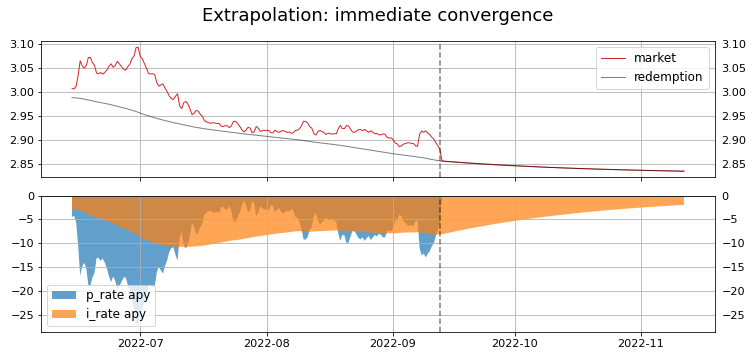 Extrapolation: immediate convergence
3.10 3.10
3.05 3.05
3.00 3.00
2.95 2.95
2.90 2.90
2.85 2.85
market
redemption
0 0
−5 −5
−10 −10
−15 −15
−20 −20
−25 −25
p_rate apy
i_rate apy
2022-07 2022-08 2022-09 2022-10 2022-11